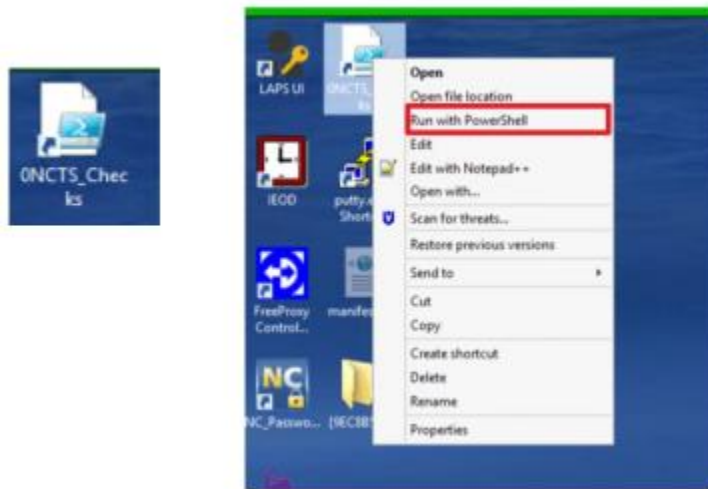 0NCTS_Chec
ks
LAPS UI
0NCTS_
ks
Open
Open file location
Run with PowerShell
Edit
Edit with Notepad++
Open with...
Scan for threats...
Restore previous versions
Send to
Cut
Copy
Create shortcut
Delete
Rename
Properties
IEOD
putty.e
Short
FreeProxy
Control...
manife
NC
NC_Passwo...